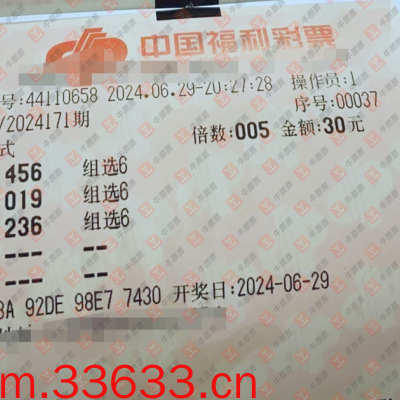 中国福利彩票
号:44110658 2024.06.29-20:27:28 操作员:1
/2024171期 序号:00037
式 倍数:005 金额:30元
456 组选6
019 组选6
236 组选6
---
---
8A 92DE 98E7 7430 开奖日:2024-06-29
m.33633.cn